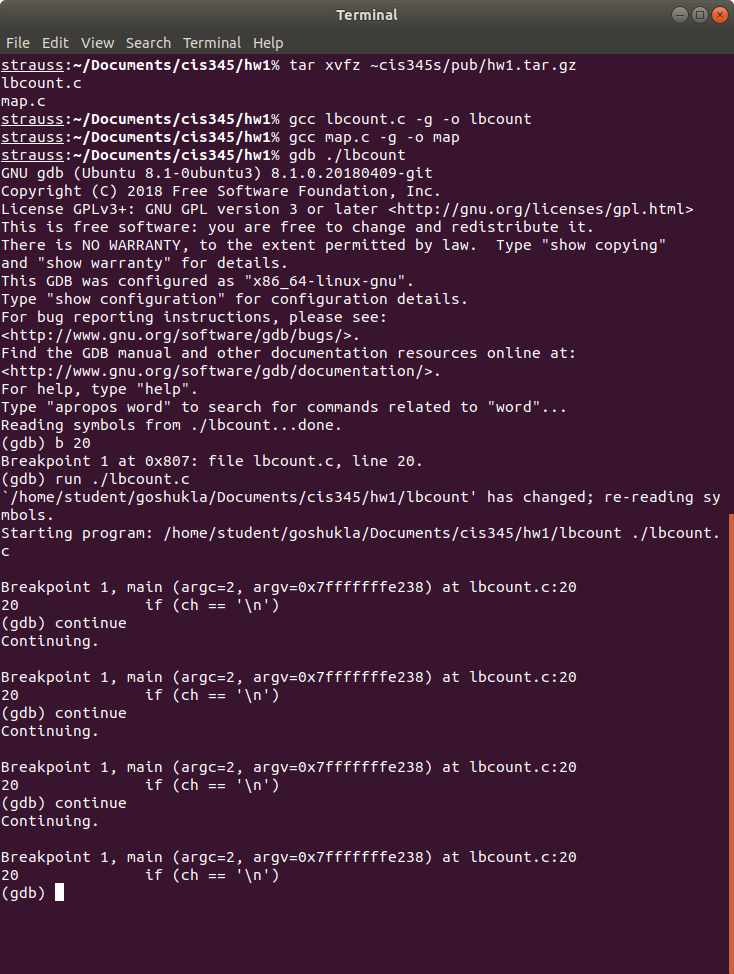 Terminal
File Edit View Search Terminal Help
strauss:~/Documents/cis345/hw1% tar xvfz ~cis345s/pub/hw1.tar.gz
lbcount.c
map.c
strauss:~/Documents/cis345/hw1% gcc lbcount.c -g -o lbcount
strauss:~/Documents/cis345/hw1% gcc map.c -g -o map
strauss:~/Documents/cis345/hw1% gdb ./lbcount
GNU gdb (Ubuntu 8.1-0ubuntu3) 8.1.0.20180409-git
Copyright (C) 2018 Free Software Foundation, Inc.
License GPLv3+: GNU GPL version 3 or later <http://gnu.org/licenses/gpl.html>
This is free software: you are free to change and redistribute it.
There is NO WARRANTY, to the extent permitted by law.  Type "show copying"
and "show warranty" for details.
This GDB was configured as "x86_64-linux-gnu".
Type "show configuration" for configuration details.
For bug reporting instructions, please see:
<http://www.gnu.org/software/gdb/bugs/>.
Find the GDB manual and other documentation resources online at:
<http://www.gnu.org/software/gdb/documentation/>.
For help, type "help".
Type "apropos word" to search for commands related to "word"...
Reading symbols from ./lbcount...done.
(gdb) b 20
Breakpoint 1 at 0x807: file lbcount.c, line 20.
(gdb) run ./lbcount.c
`/home/student/goshukla/Documents/cis345/hw1/lbcount' has changed; re-reading sy
mbols.
Starting program: /home/student/goshukla/Documents/cis345/hw1/lbcount ./lbcount.
c
Breakpoint 1, main (argc=2, argv=0x7fffffffe238) at lbcount.c:20
20              if (ch == '\n')
(gdb) continue
Continuing.
Breakpoint 1, main (argc=2, argv=0x7fffffffe238) at lbcount.c:20
20              if (ch == '\n')
(gdb) continue
Continuing.
Breakpoint 1, main (argc=2, argv=0x7fffffffe238) at lbcount.c:20
20              if (ch == '\n')
(gdb) continue
Continuing.
Breakpoint 1, main (argc=2, argv=0x7fffffffe238) at lbcount.c:20
20              if (ch == '\n')
(gdb)